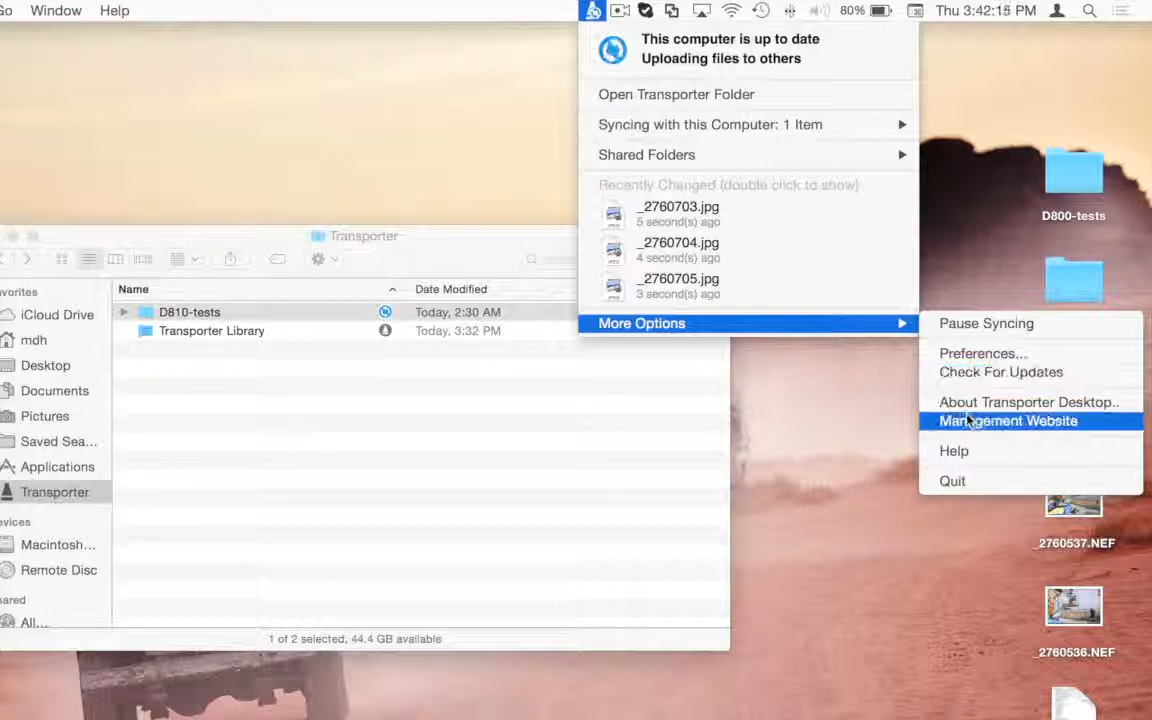 Go Window Help
80% Thu 3:42:15 PM
This computer is up to date
Uploading files to others
Open Transporter Folder
Syncing with this Computer: 1 Item
Shared Folders
Recently Changed (double click to show)
_2760703.jpg
5 second(s) ago
_2760704.jpg
4 second(s) ago
_2760705.jpg
3 second(s) ago
More Options
Pause Syncing
Preferences...
Check For Updates
About Transporter Desktop..
Management Website
Help
Quit
Transporter
avorites
iCloud Drive
mdh
Desktop
Documents
Pictures
Saved Sea...
Applications
Transporter
evices
Macintosh...
Remote Disc
ared
All...
Name Date Modified
D810-tests Today, 2:30 AM
Transporter Library Today, 3:32 PM
1 of 2 selected, 44.4 GB available
D800-tests
_2760537.NEF
_2760536.NEF